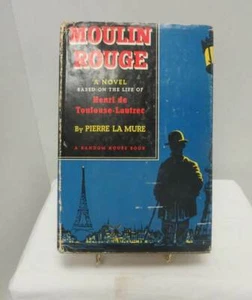 MOULIN
ROUGE
A NOVEL
BASED ON THE LIFE OF
Henri de
Toulouse-Lautrec
By PIERRE LA MURE
A RANDOM HOUSE BOOK